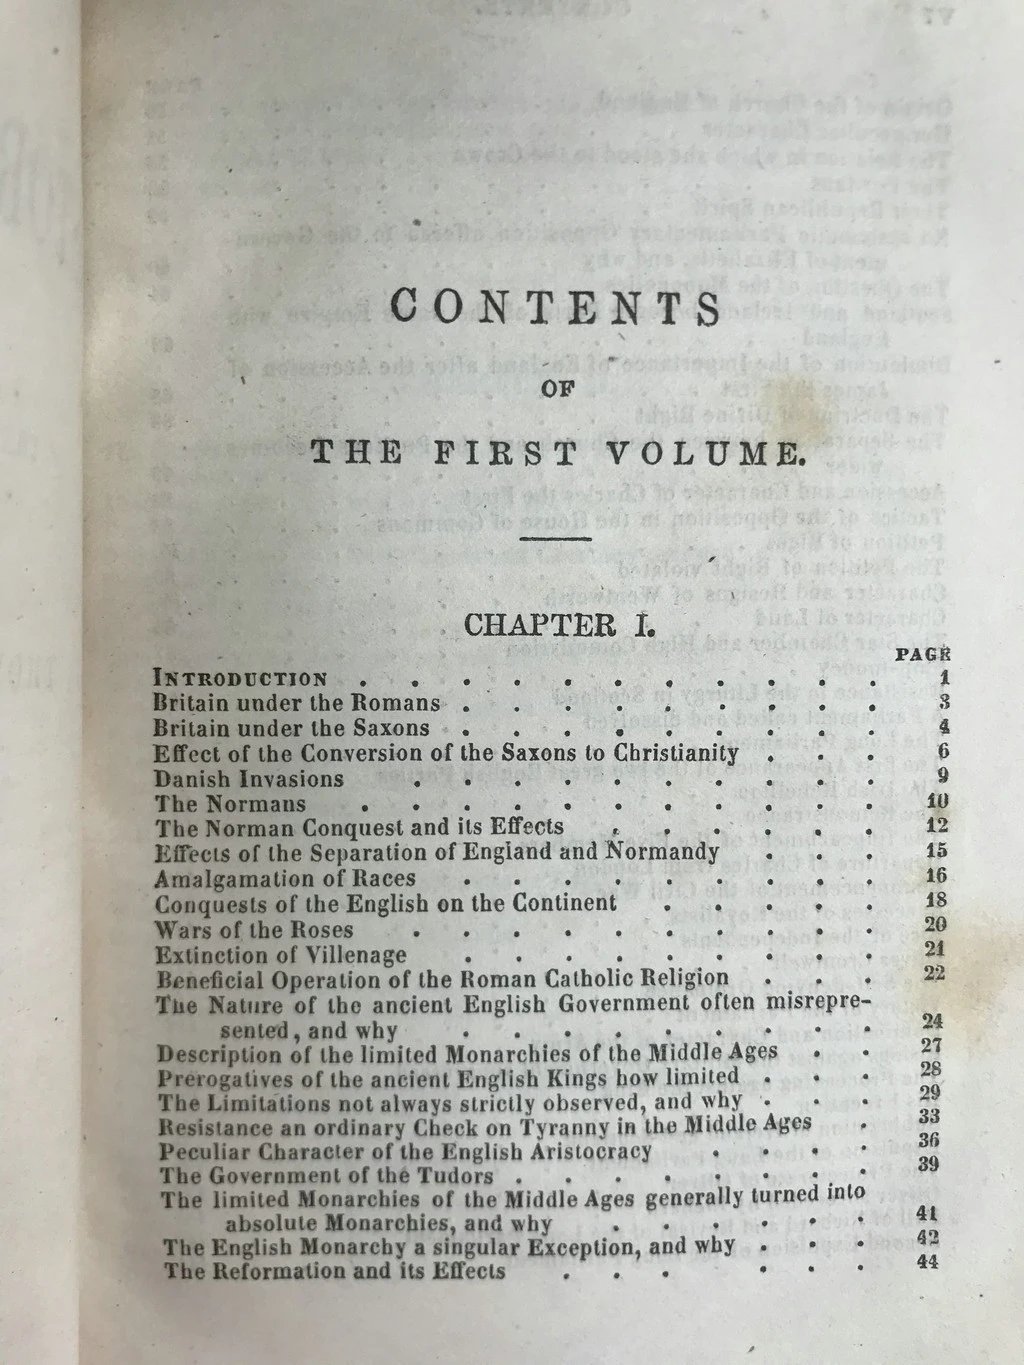 CONTENTS
OF
THE FIRST VOLUME.
CHAPTER I.
PAGE
INTRODUCTION . . . . . . . . . . . 1
Britain under the Romans . . . . . . . . . 3
Britain under the Saxons . . . . . . . . . 4
Effect of the Conversion of the Saxons to Christianity . . . 6
Danish Invasions . . . . . . . . . . 9
The Normans . . . . . . . . . . . 10
The Norman Conquest and its Effects . . . . . . 12
Effects of the Separation of England and Normandy . . . 15
Amalgamation of Races . . . . . . . . . 16
Conquests of the English on the Continent . . . . . 18
Wars of the Roses . . . . . . . . . . 20
Extinction of Villenage . . . . . . . . . 21
Beneficial Operation of the Roman Catholic Religion . . . 22
The Nature of the ancient English Government often misrepre-
sented, and why . . . . . . . . . 24
Description of the limited Monarchies of the Middle Ages . . 27
Prerogatives of the ancient English Kings how limited . . . 28
The Limitations not always strictly observed, and why . . . 29
Resistance an ordinary Check on Tyranny in the Middle Ages . 33
Peculiar Character of the English Aristocracy . . . . 36
The Government of the Tudors . . . . . . . . 39
The limited Monarchies of the Middle Ages generally turned into
absolute Monarchies, and why . . . . . . 41
The English Monarchy a singular Exception, and why . . . 42
The Reformation and its Effects . . . . . . 44